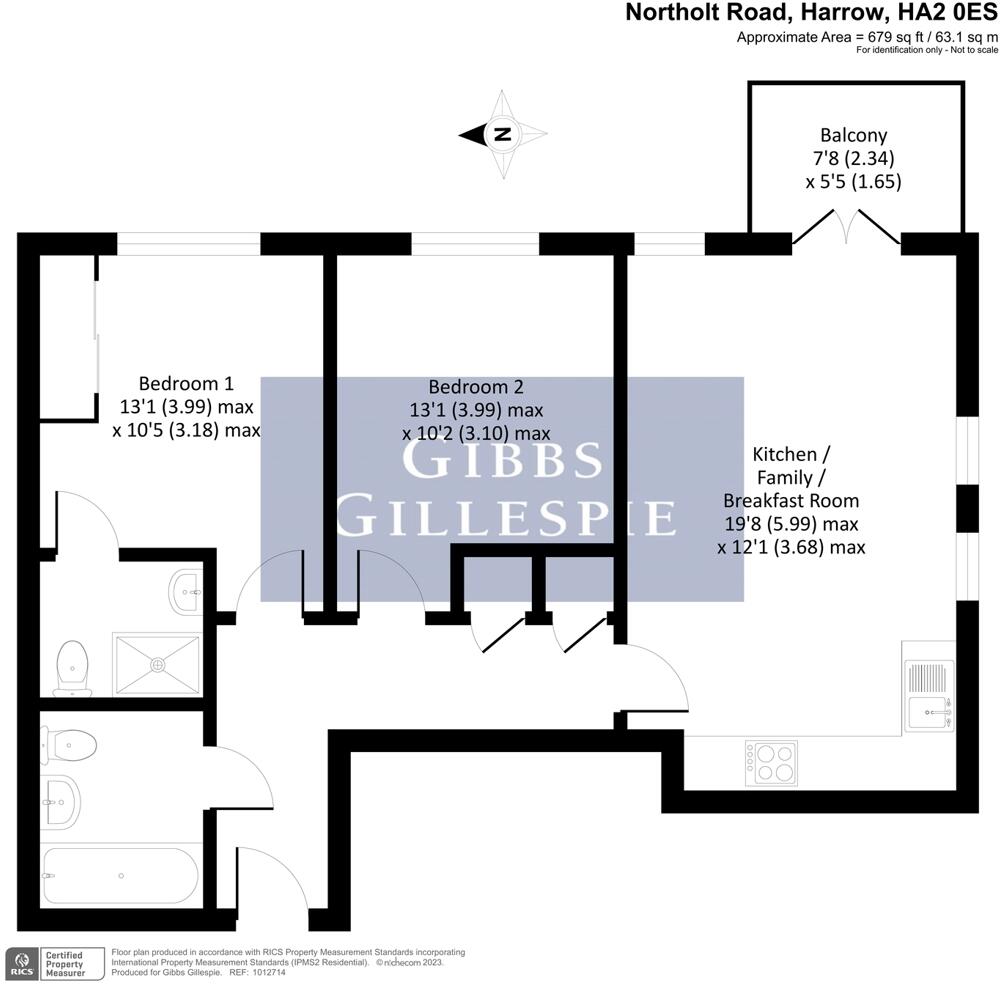 Northolt Road, Harrow, HA2 0ES
Approximate Area = 679 sq ft / 63.1 sq m
For identification only - Not to scale
N
Balcony
7'8 (2.34)
x 5'5 (1.65)
Bedroom 1
13'1 (3.99) max
x 10'5 (3.18) max
Bedroom 2
13'1 (3.99) max
x 10'2 (3.10) max
GIBBS
GILLESPIE
Kitchen /
Family /
Breakfast Room
19'8 (5.99) max
x 12'1 (3.68) max
RICS
Certified
Property
Measurer
Floor plan produced in accordance with RICS Property Measurement Standards incorporating
International Property Measurement Standards (IPMS2 Residential). © nichecom 2023.
Produced for Gibbs Gillespie. REF: 1012714